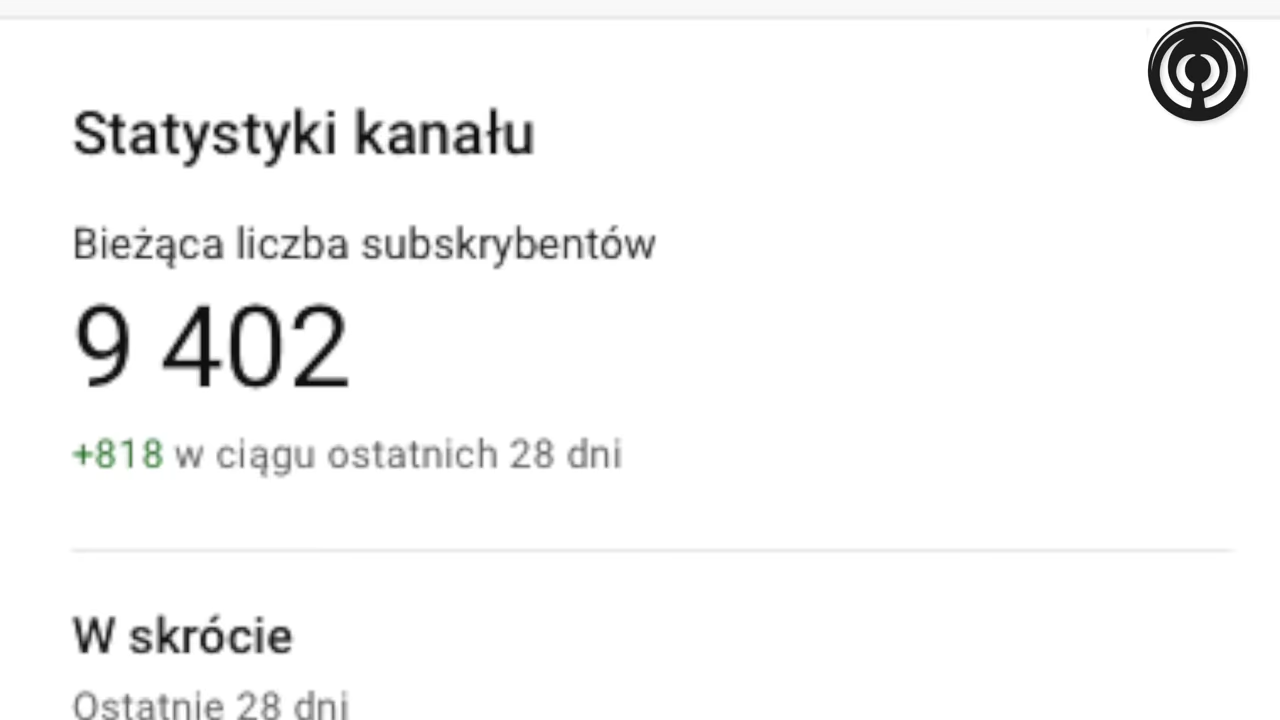 Statystyki kanału
Bieżąca liczba subskrybentów
9 402
+818 w ciągu ostatnich 28 dni
W skrócie
Ostatnie 28 dni